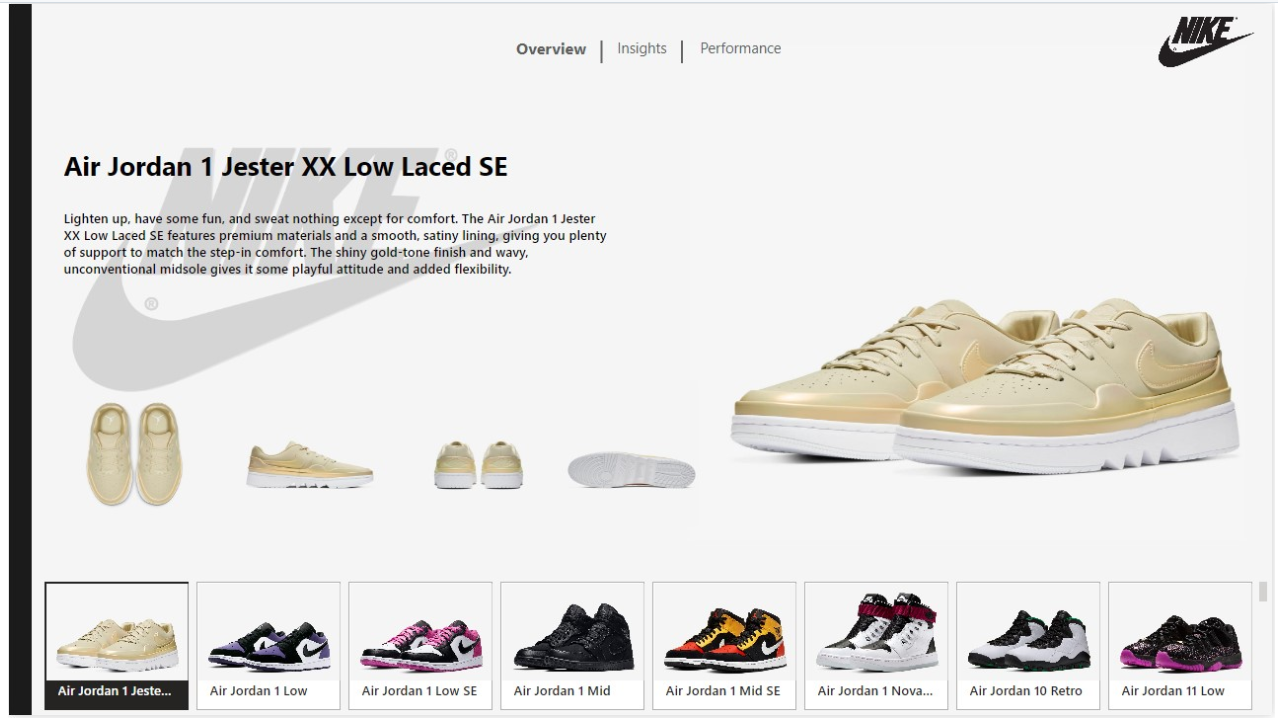 NIKE
Overview | Insights | Performance
NIKE ®
Air Jordan 1 Jester XX Low Laced SE
Lighten up, have some fun, and sweat nothing except for comfort. The Air Jordan 1 Jester
XX Low Laced SE features premium materials and a smooth, satiny lining, giving you plenty
of support to match the step-in comfort. The shiny gold-tone finish and wavy,
unconventional midsole gives it some playful attitude and added flexibility.
®
Air Jordan 1 Jeste...
Air Jordan 1 Low
Air Jordan 1 Low SE
Air Jordan 1 Mid
Air Jordan 1 Mid SE
Air Jordan 1 Nova...
Air Jordan 10 Retro
Air Jordan 11 Low